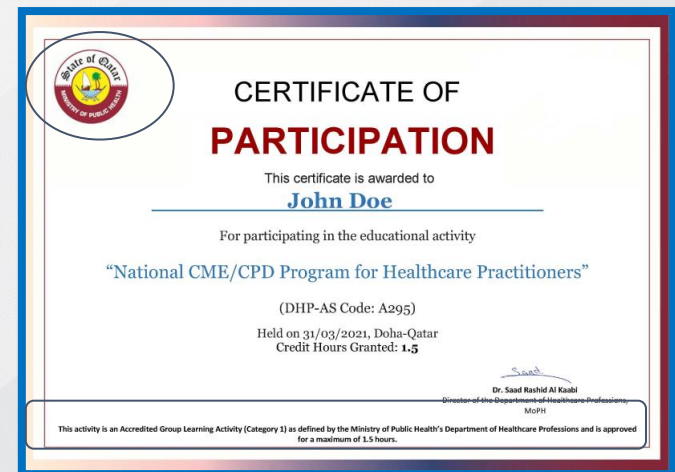 State of Qatar
MINISTRY OF PUBLIC HEALTH
CERTIFICATE OF
PARTICIPATION
This certificate is awarded to
John Doe
For participating in the educational activity
“National CME/CPD Program for Healthcare Practitioners”
(DHP-AS Code: A295)
Held on 31/03/2021, Doha-Qatar
Credit Hours Granted: 1.5
Saad
Dr. Saad Rashid Al Kaabi
Director of the Department of Healthcare Professions,
MoPH
This activity is an Accredited Group Learning Activity (Category 1) as defined by the Ministry of Public Health’s Department of Healthcare Professions and is approved
for a maximum of 1.5 hours.